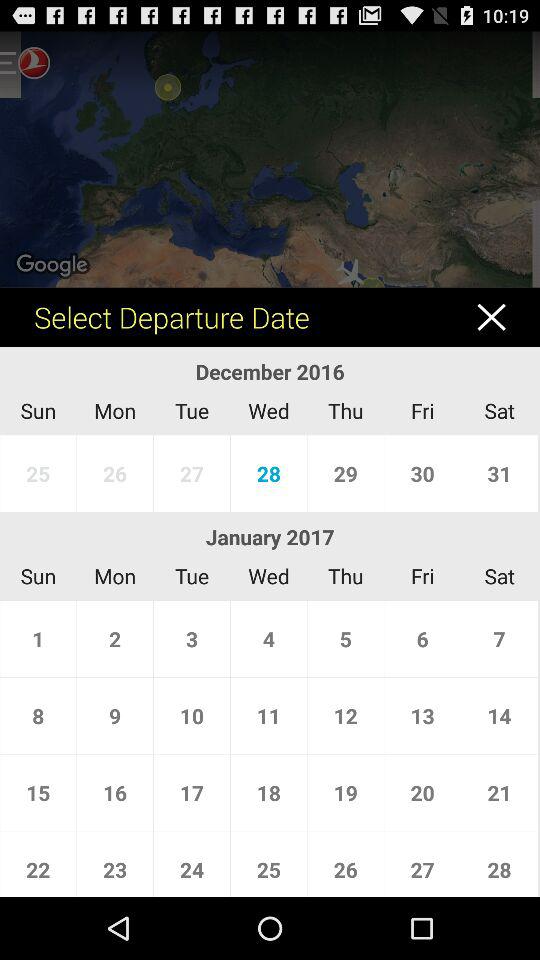 10:19
Google
Select Departure Date
December 2016
Sun Mon Tue Wed Thu Fri Sat
25 26 27 28 29 30 31
January 2017
Sun Mon Tue Wed Thu Fri Sat
1 2 3 4 5 6 7
8 9 10 11 12 13 14
15 16 17 18 19 20 21
22 23 24 25 26 27 28